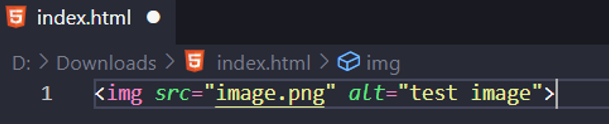 index.html
D: > Downloads > index.html > img
1 <img src="image.png" alt="test image">